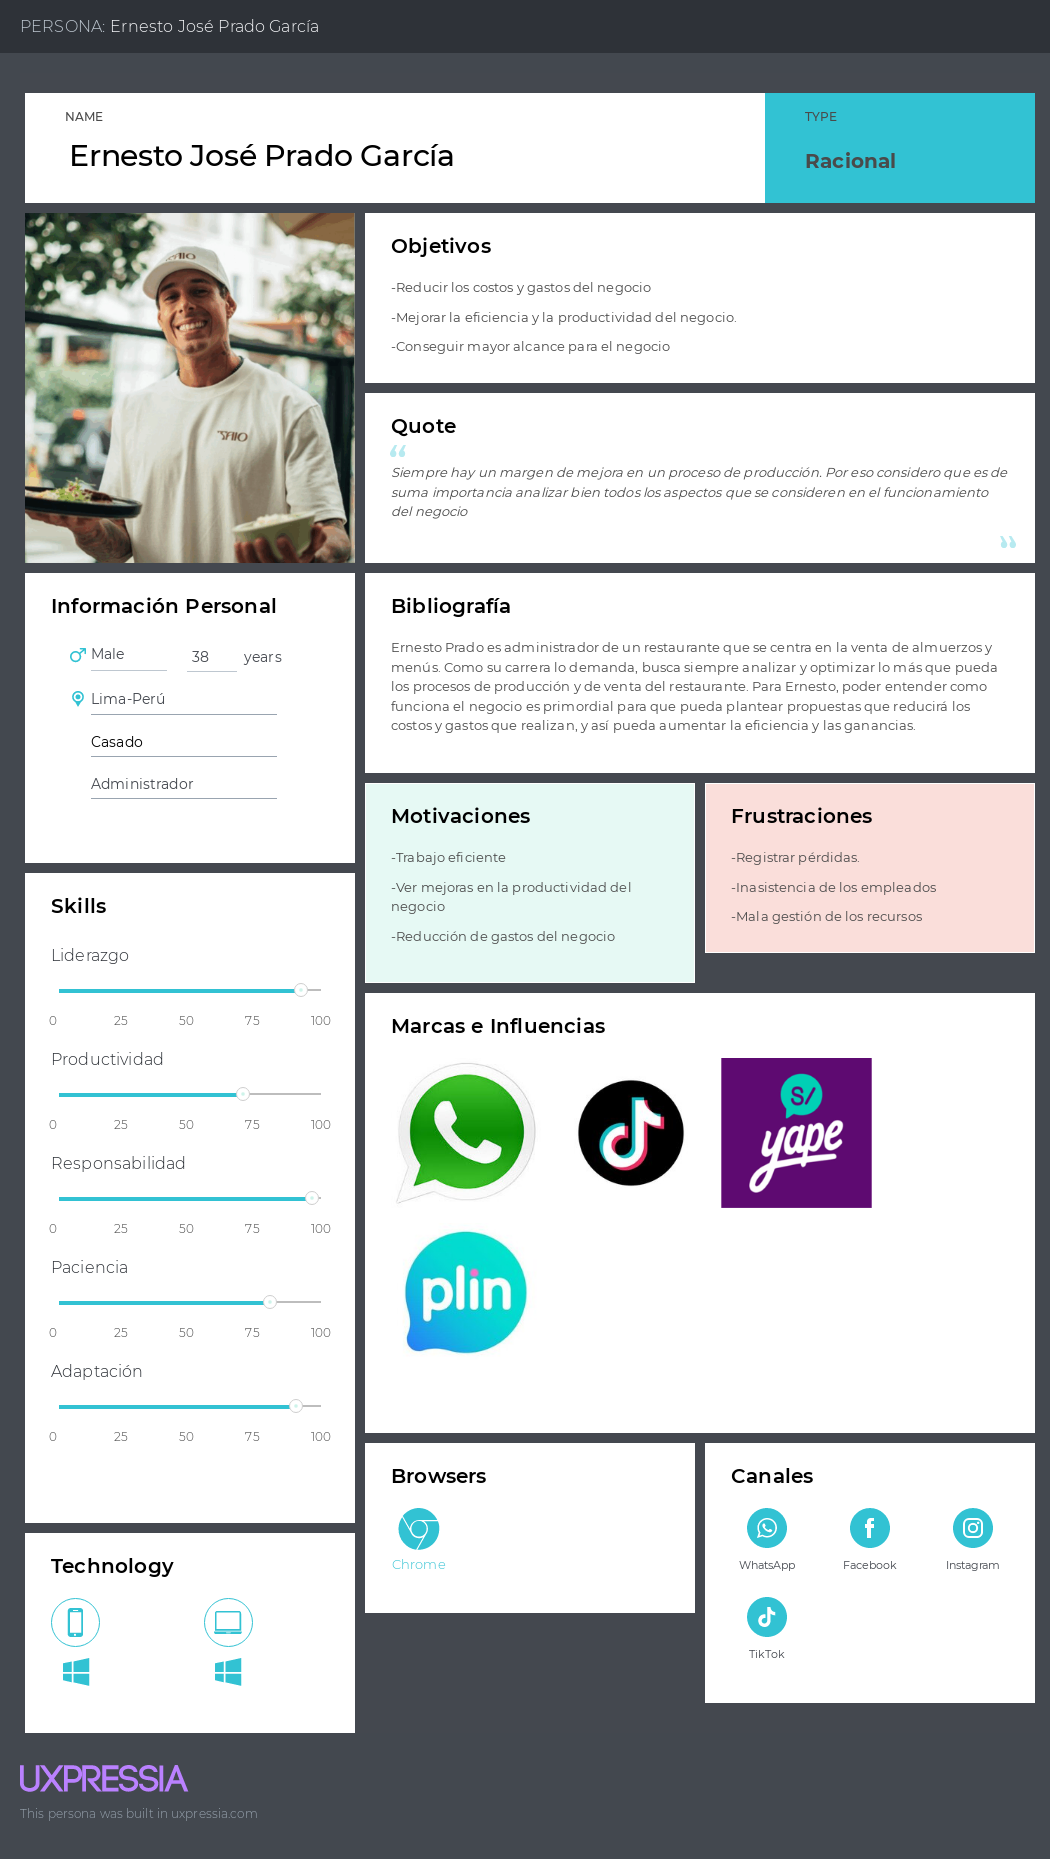 PERSONA: Ernesto José Prado García
NAME
Ernesto José Prado García
TYPE
Racional
Objetivos
-Reducir los costos y gastos del negocio
-Mejorar la eficiencia y la productividad del negocio.
-Conseguir mayor alcance para el negocio
Quote
“
Siempre hay un margen de mejora en un proceso de producción. Por eso considero que es de
suma importancia analizar bien todos los aspectos que se consideren en el funcionamiento
del negocio
”
Información Personal
Male
38 years
Lima-Perú
Casado
Administrador
Bibliografía
Ernesto Prado es administrador de un restaurante que se centra en la venta de almuerzos y
menús. Como su carrera lo demanda, busca siempre analizar y optimizar lo más que pueda
los procesos de producción y de venta del restaurante. Para Ernesto, poder entender como
funciona el negocio es primordial para que pueda plantear propuestas que reducirá los
costos y gastos que realizan, y así pueda aumentar la eficiencia y las ganancias.
Motivaciones
-Trabajo eficiente
-Ver mejoras en la productividad del
negocio
-Reducción de gastos del negocio
Frustraciones
-Registrar pérdidas.
-Inasistencia de los empleados
-Mala gestión de los recursos
Skills
Liderazgo
0 25 50 75 100
Productividad
0 25 50 75 100
Responsabilidad
0 25 50 75 100
Paciencia
0 25 50 75 100
Adaptación
0 25 50 75 100
Marcas e Influencias
S/
yape
plin
Browsers
Chrome
Canales
WhatsApp Facebook Instagram
TikTok
Technology
UXPRESSIA
This persona was built in uxpressia.com